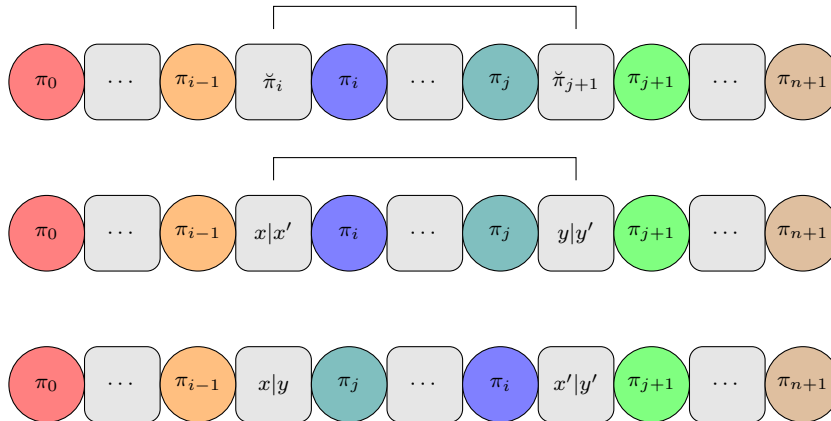 π₀ ⋯ πᵢ₋₁ π̆ᵢ πᵢ ⋯ πⱼ π̆ⱼ₊₁ πⱼ₊₁ ⋯ πₙ₊₁
π₀ ⋯ πᵢ₋₁ x|x′ πᵢ ⋯ πⱼ y|y′ πⱼ₊₁ ⋯ πₙ₊₁
π₀ ⋯ πᵢ₋₁ x|y πⱼ ⋯ πᵢ x′|y′ πⱼ₊₁ ⋯ πₙ₊₁